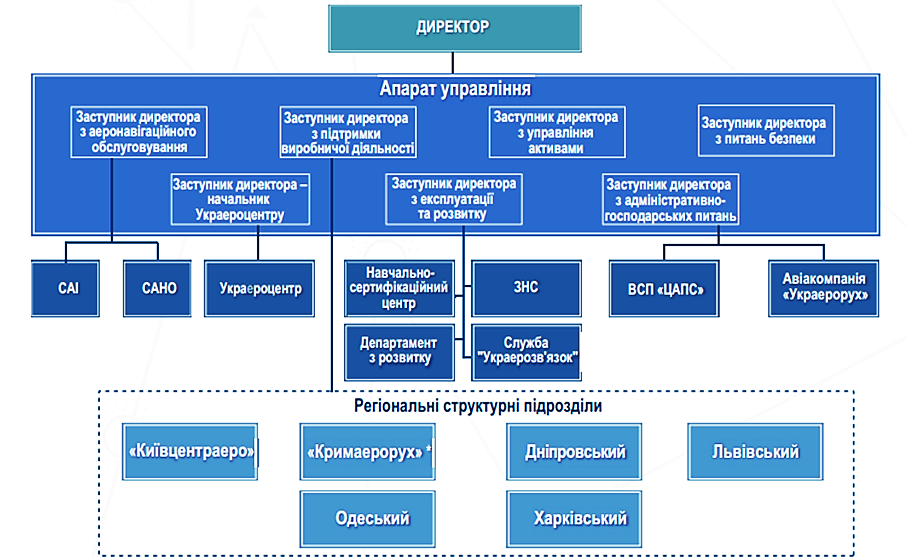 ДИРЕКТОР
Апарат управління
Заступник директора
з аеронавігаційного
обслуговування
Заступник директора
з підтримки
виробничої діяльності
Заступник директора
з управління
активами
Заступник директора
з питань безпеки
Заступник директора –
начальник
Украероцентру
Заступник директора
з експлуатації
та розвитку
Заступник директора
з адміністративно-
господарських питань
САІ
САНО
Украероцентр
Навчально-
сертифікаційний
центр
ЗНС
ВСП «ЦАПС»
Авіакомпанія
«Украерорух»
Департамент
з розвитку
Служба
"Украерозв'язок"
Регіональні структурні підрозділи
«Київцентраеро»
«Кримаерорух» *
Дніпровський
Львівський
Одеський
Харківський